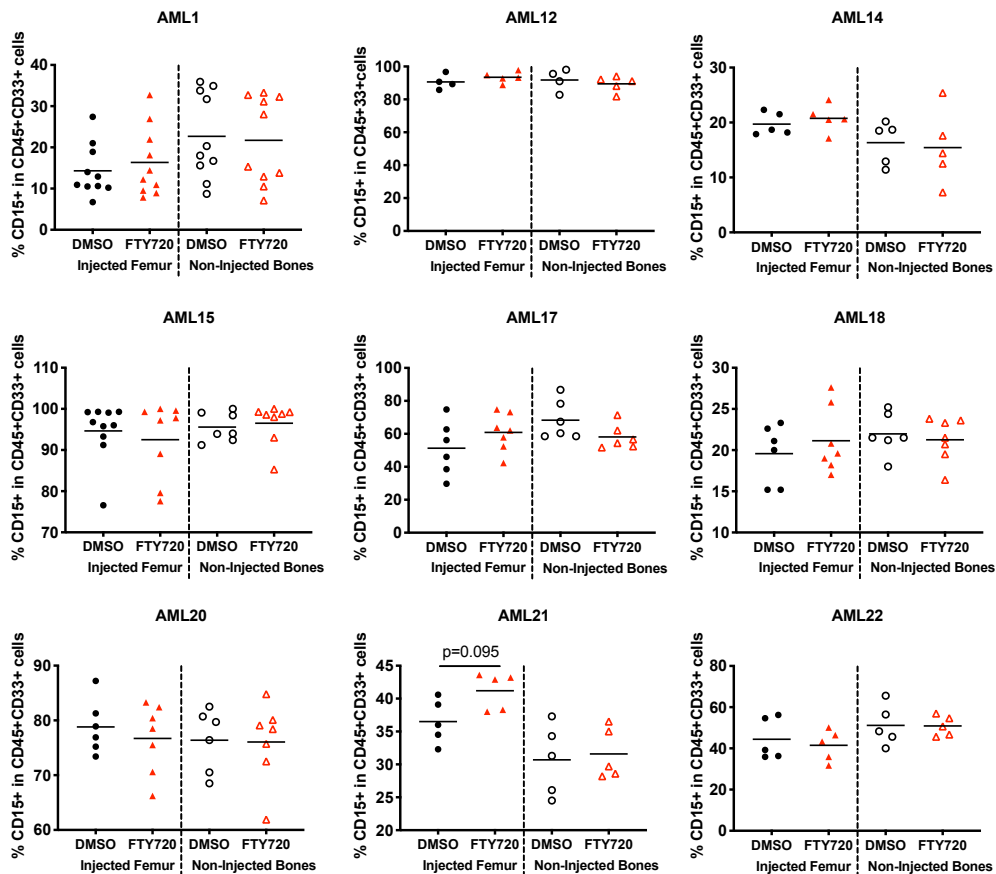 AML1
% CD15+ in CD45+CD33+ cells
40
30
20
10
0
DMSO FTY720 DMSO FTY720
Injected Femur Non-Injected Bones
AML12
% CD15+ in CD45+33+cells
100
80
60
40
20
0
DMSO FTY720 DMSO FTY720
Injected Femur Non-Injected Bones
AML14
% CD15+ in CD45+CD33+ cells
30
20
10
0
DMSO FTY720 DMSO FTY720
Injected Femur Non-Injected Bones
AML15
% CD15+ in CD45+CD33+ cells
110
100
90
80
70
DMSO FTY720 DMSO FTY720
Injected Femur Non-Injected Bones
AML17
% CD15+ in CD45+CD33+ cells
100
80
60
40
20
0
DMSO FTY720 DMSO FTY720
Injected Femur Non-Injected Bones
AML18
% CD15+ in CD45+CD33+ cells
30
25
20
15
10
DMSO FTY720 DMSO FTY720
Injected Femur Non-Injected Bones
AML20
% CD15+ in CD45+CD33+ cells
90
80
70
60
DMSO FTY720 DMSO FTY720
Injected Femur Non-Injected Bones
AML21
% CD15+ in CD45+CD33+ cells
p=0.095
45
40
35
30
25
20
DMSO FTY720 DMSO FTY720
Injected Femur Non-Injected Bones
AML22
% CD15+ in CD45+CD33+ cells
80
60
40
20
0
DMSO FTY720 DMSO FTY720
Injected Femur Non-Injected Bones